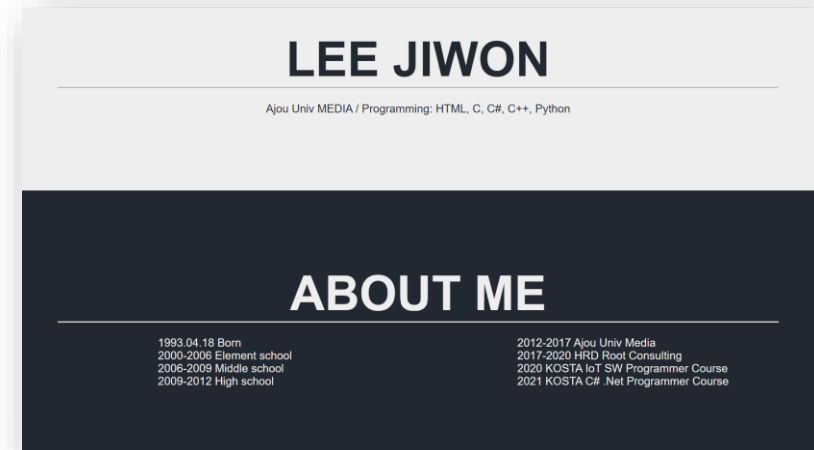 LEE JIWON
Ajou Univ MEDIA / Programming: HTML, C, C#, C++, Python
ABOUT ME
1993.04.18 Born
2000-2006 Element school
2006-2009 Middle school
2009-2012 High school
2012-2017 Ajou Univ Media
2017-2020 HRD Root Consulting
2020 KOSTA IoT SW Programmer Course
2021 KOSTA C# .Net Programmer Course